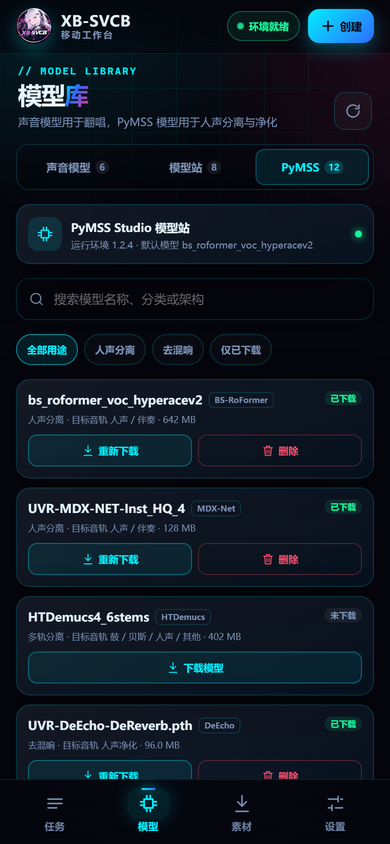 XB-SVCB
XB-SVCB
移动工作台
环境就绪
+ 创建
// MODEL LIBRARY
模型库
声音模型用于翻唱，PyMSS 模型用于人声分离与净化
声音模型 6
模型站 8
PyMSS 12
PyMSS Studio 模型站
运行环境 1.2.4 · 默认模型 bs_roformer_voc_hyperacev2
搜索模型名称、分类或架构
全部用途
人声分离
去混响
仅已下载
bs_roformer_voc_hyperacev2 BS-RoFormer 已下载
人声分离 · 目标音轨 人声 / 伴奏 · 642 MB
重新下载
删除
UVR-MDX-NET-Inst_HQ_4 MDX-Net 已下载
人声分离 · 目标音轨 人声 / 伴奏 · 128 MB
重新下载
删除
HTDemucs4_6stems HTDemucs 未下载
多轨分离 · 目标音轨 鼓 / 贝斯 / 人声 / 其他 · 402 MB
下载模型
UVR-DeEcho-DeReverb.pth DeEcho 已下载
去混响 · 目标音轨 人声净化 · 96.0 MB
重新下载
删除
任务
模型
素材
设置